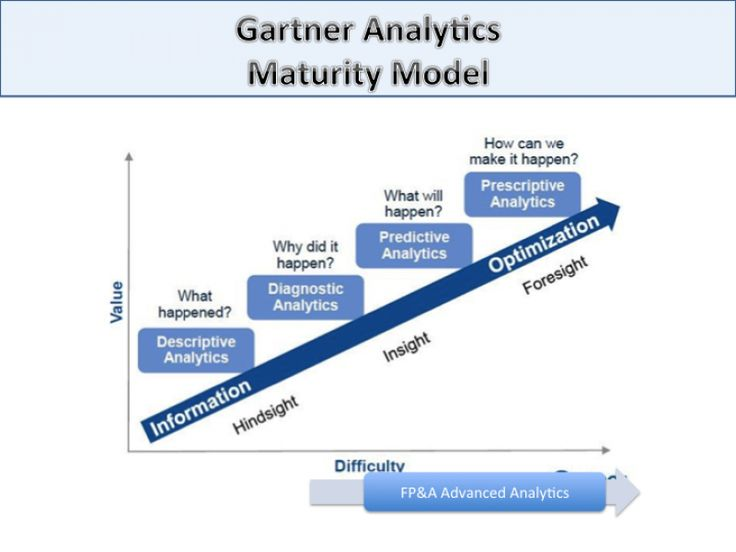 Gartner Analytics
Maturity Model
How can we
make it happen?
Prescriptive
Analytics
What will
happen?
Predictive
Analytics
Why did it
happen?
Diagnostic
Analytics
What
happened?
Descriptive
Analytics
Value
Information
Optimization
Hindsight
Insight
Foresight
Difficulty
FP&A Advanced Analytics